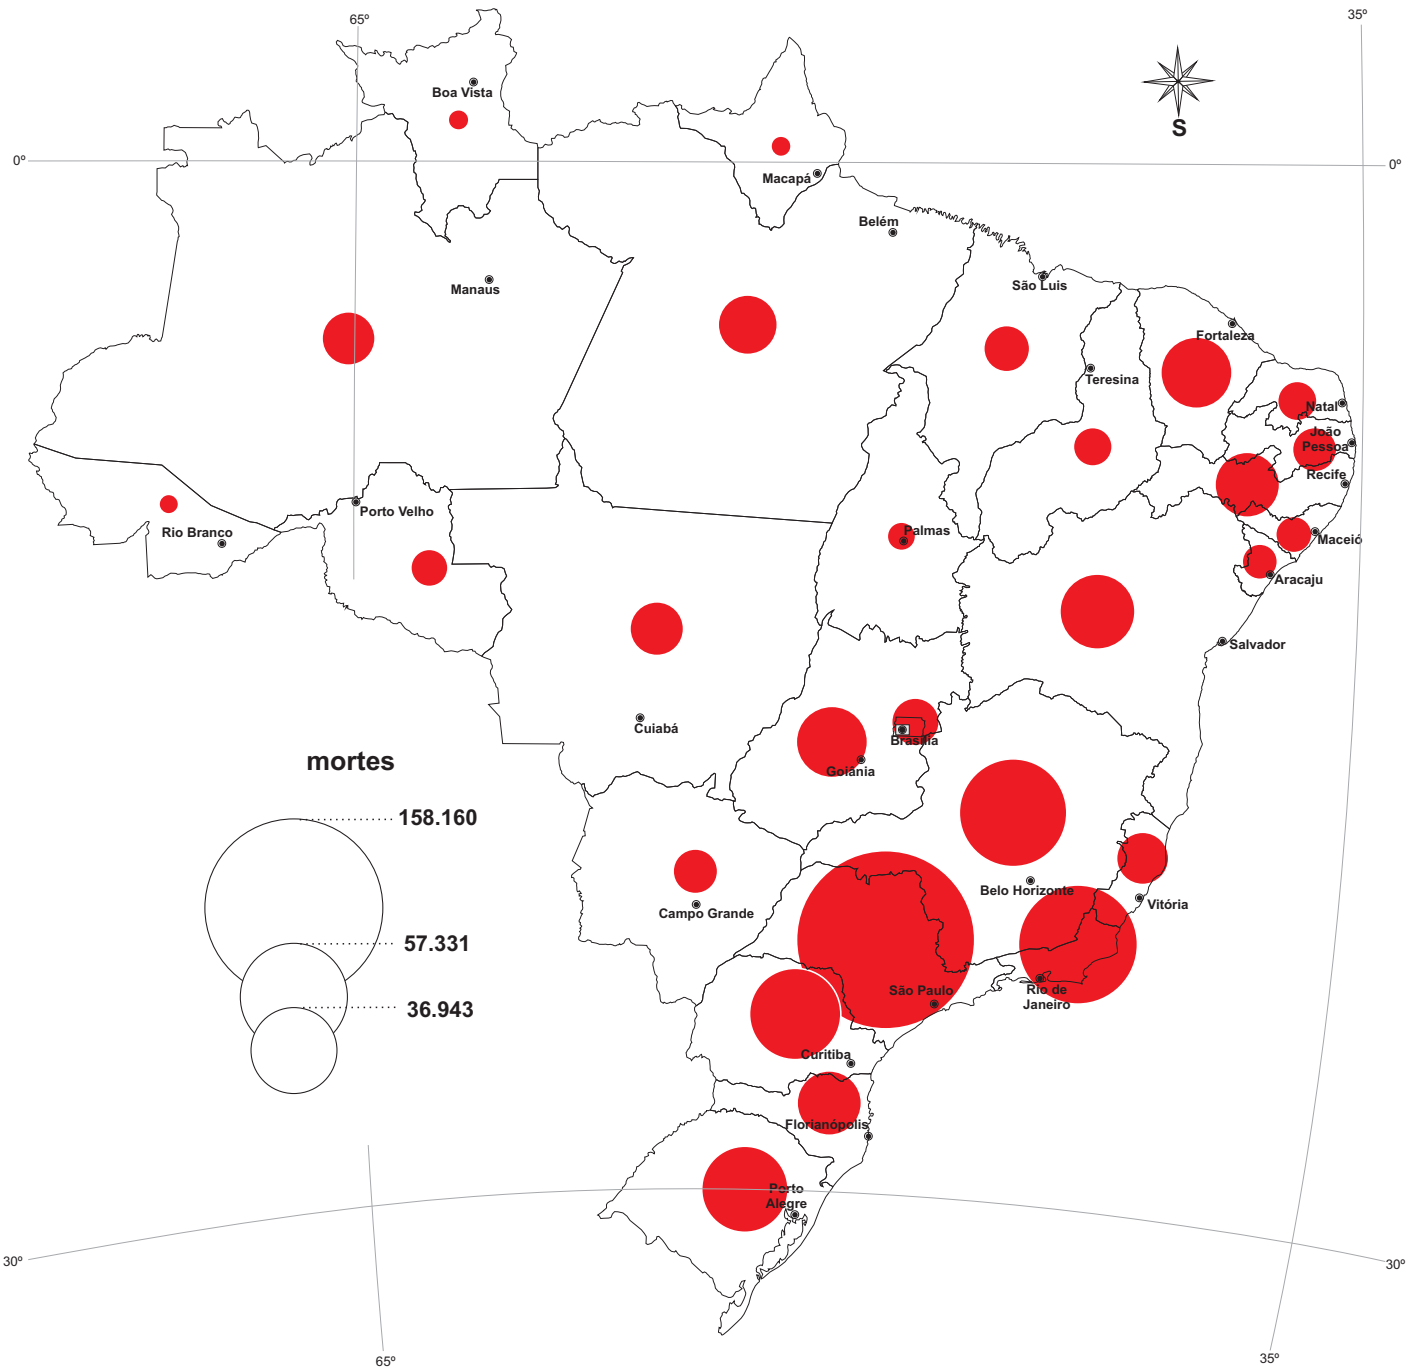 65º
35º
Boa Vista
S
0º
0º
Macapá
Belém
Manaus
São Luis
Fortaleza
Teresina
Natal
João
Pessoa
Recife
Porto Velho
Rio Branco
Palmas
Maceió
Aracaju
Salvador
Cuiabá
Brasília
Goiânia
mortes
158.160
Belo Horizonte
Campo Grande
Vitória
57.331
São Paulo
Rio de
Janeiro
36.943
Curitiba
Florianópolis
Porto
Alegre
30º
30º
65º
35º